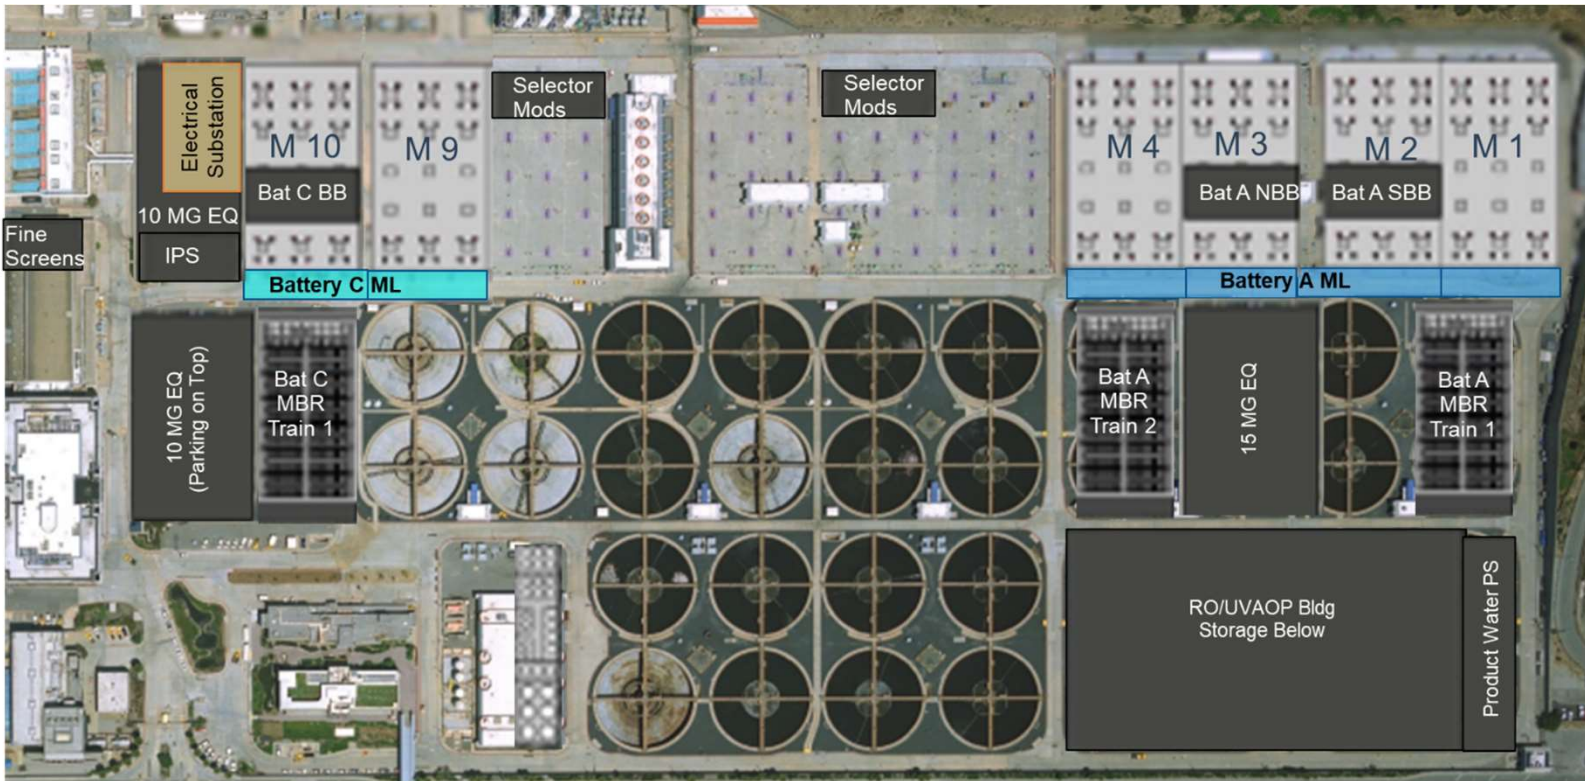 Electrical
Substation
10 MG EQ
IPS
Fine
Screens
M 10
Bat C BB
M 9
Battery C ML
Selector
Mods
Selector
Mods
M 4
M 3
Bat A NBB
M 2
Bat A SBB
M 1
Battery A ML
10 MG EQ
(Parking on Top)
Bat C
MBR
Train 1
Bat A
MBR
Train 2
15 MG EQ
Bat A
MBR
Train 1
RO/UVAOP Bldg
Storage Below
Product Water PS